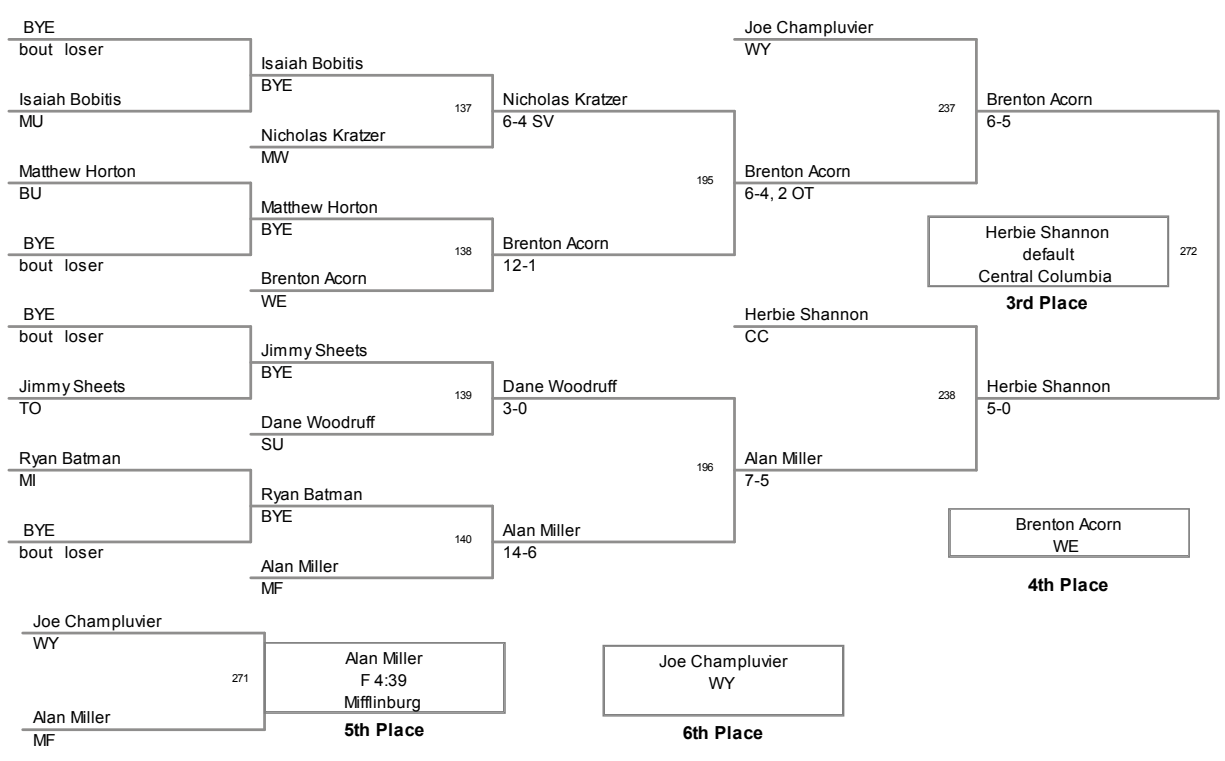 BYE
bout loser
Isaiah Bobitis
MU
Matthew Horton
BU
BYE
bout loser
BYE
bout loser
Jimmy Sheets
TO
Ryan Batman
MI
BYE
bout loser
Isaiah Bobitis
BYE
137
Nicholas Kratzer
MW
Matthew Horton
BYE
138
Brenton Acorn
WE
Jimmy Sheets
BYE
139
Dane Woodruff
SU
Ryan Batman
BYE
140
Alan Miller
MF
Nicholas Kratzer
6-4 SV
195
Brenton Acorn
12-1
Dane Woodruff
3-0
196
Alan Miller
14-6
Joe Champluvier
WY
237
Brenton Acorn
6-4, 2 OT
Herbie Shannon
CC
238
Alan Miller
7-5
Brenton Acorn
6-5
Herbie Shannon
default
Central Columbia
272
3rd Place
Herbie Shannon
5-0
Brenton Acorn
WE
4th Place
Joe Champluvier
WY
271
Alan Miller
MF
Alan Miller
F 4:39
Mifflinburg
5th Place
Joe Champluvier
WY
6th Place